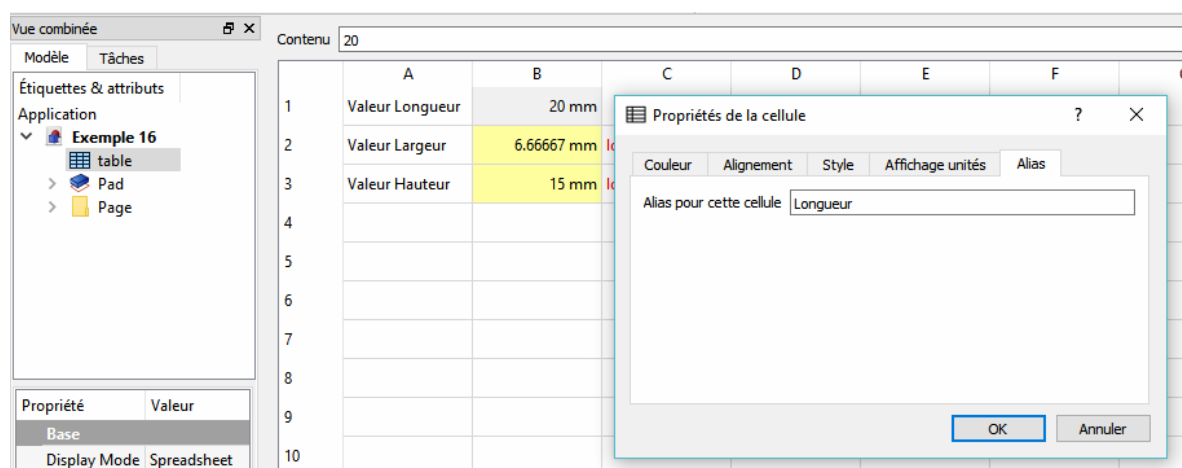 Vue combinée
Modèle Tâches
Étiquettes & attributs
Application
Exemple 16
table
Pad
Page
Propriété Valeur
Base
Display Mode Spreadsheet
Contenu 20
A B C D E F
1 Valeur Longueur 20 mm
2 Valeur Largeur 6.66667 mm
3 Valeur Hauteur 15 mm
4
5
6
7
8
9
10
Propriétés de la cellule ? X
Couleur Alignement Style Affichage unités Alias
Alias pour cette cellule Longueur
OK Annuler